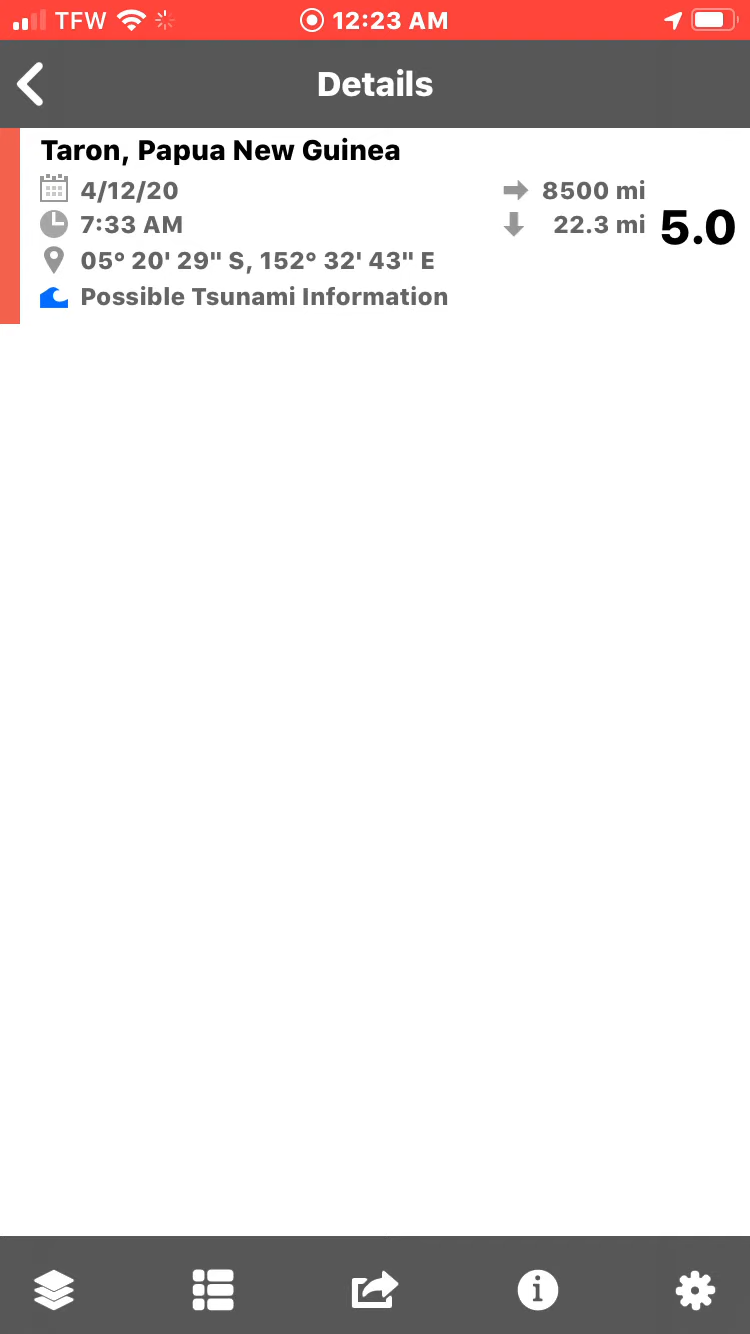 TFW 12:23 AM
Details
Taron, Papua New Guinea
4/12/20 8500 mi
7:33 AM 22.3 mi 5.0
05° 20' 29" S, 152° 32' 43" E
Possible Tsunami Information